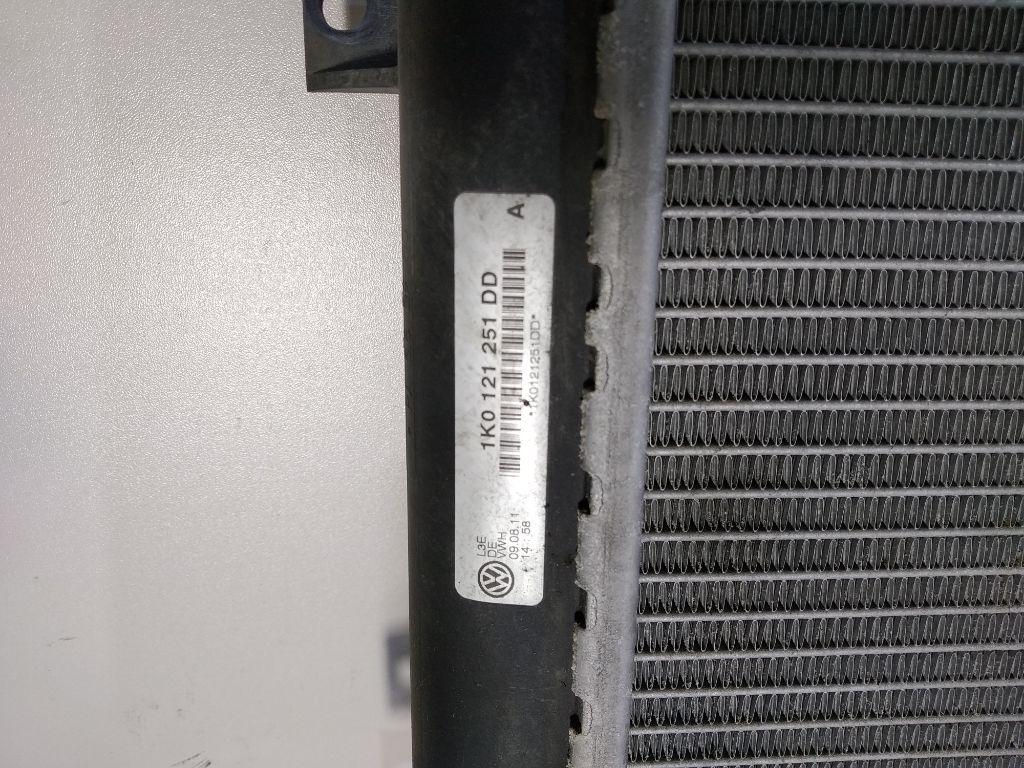 L3E
DE
VWH
09.08.11
14:58
1K0 121 251 DD
*1K0121251DD*
A